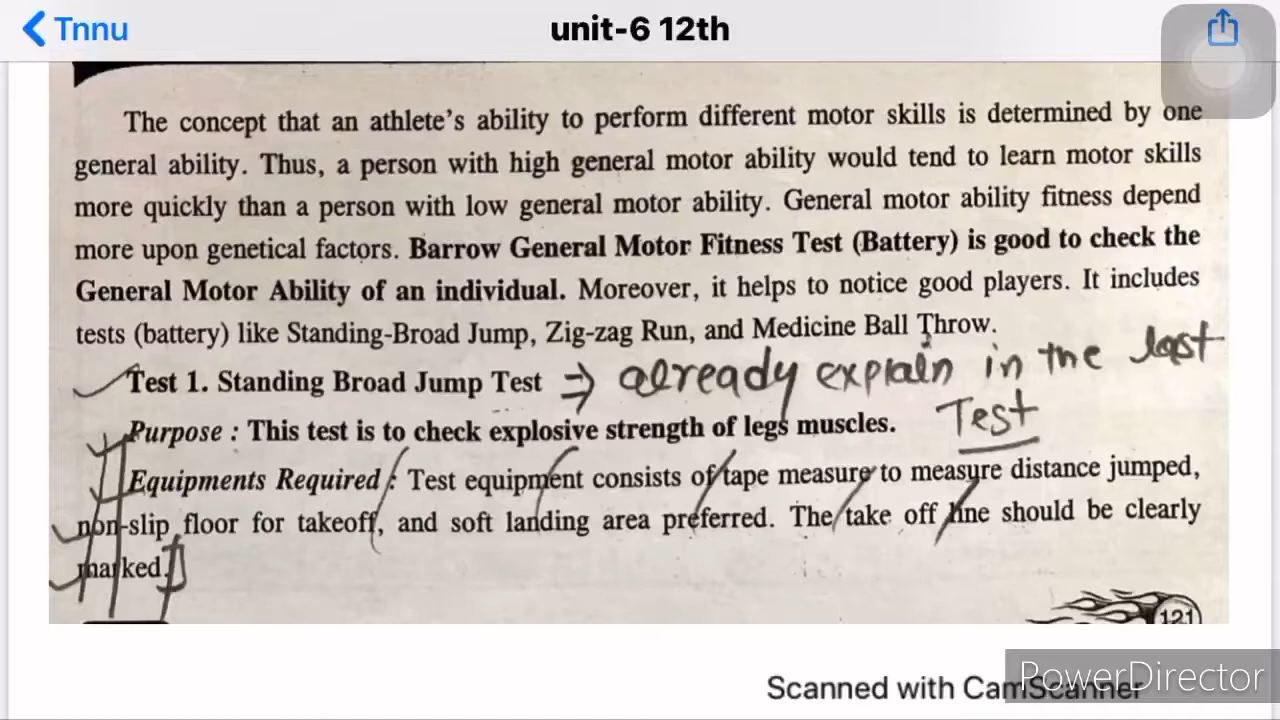 Tnnu
unit-6 12th
The concept that an athlete's ability to perform different motor skills is determined by one
general ability. Thus, a person with high general motor ability would tend to learn motor skills
more quickly than a person with low general motor ability. General motor ability fitness depend
more upon genetical factors. Barrow General Motor Fitness Test (Battery) is good to check the
General Motor Ability of an individual. Moreover, it helps to notice good players. It includes
tests (battery) like Standing-Broad Jump, Zig-zag Run, and Medicine Ball Throw.
Test 1. Standing Broad Jump Test ⇒ already explain in the last
Test
Purpose : This test is to check explosive strength of legs muscles.
Equipments Required : Test equipment consists of tape measure to measure distance jumped,
non-slip floor for takeoff, and soft landing area preferred. The take off line should be clearly
marked.
121
Scanned with CamScanner
PowerDirector